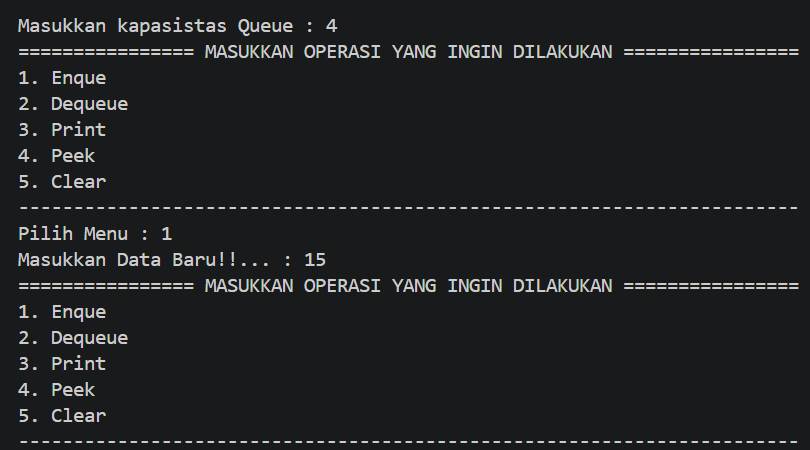 Masukkan kapasistas Queue : 4
================ MASUKKAN OPERASI YANG INGIN DILAKUKAN ================
1. Enque
2. Dequeue
3. Print
4. Peek
5. Clear
-----------------------------------------------------------------------
Pilih Menu : 1
Masukkan Data Baru!!... : 15
================ MASUKKAN OPERASI YANG INGIN DILAKUKAN ================
1. Enque
2. Dequeue
3. Print
4. Peek
5. Clear
-----------------------------------------------------------------------